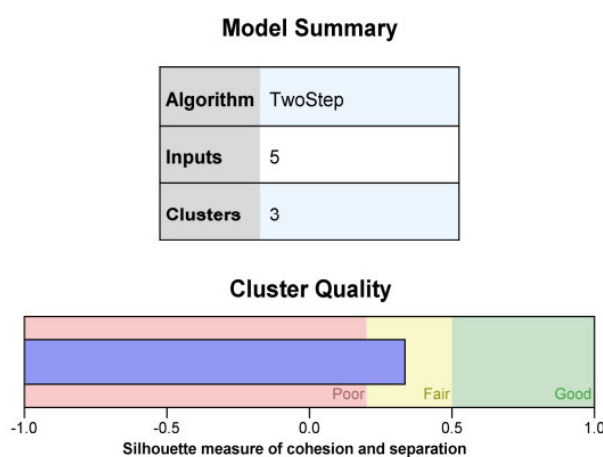 Model Summary
Algorithm TwoStep
Inputs 5
Clusters 3
Cluster Quality
Poor Fair Good
-1.0 -0.5 0.0 0.5 1.0
Silhouette measure of cohesion and separation